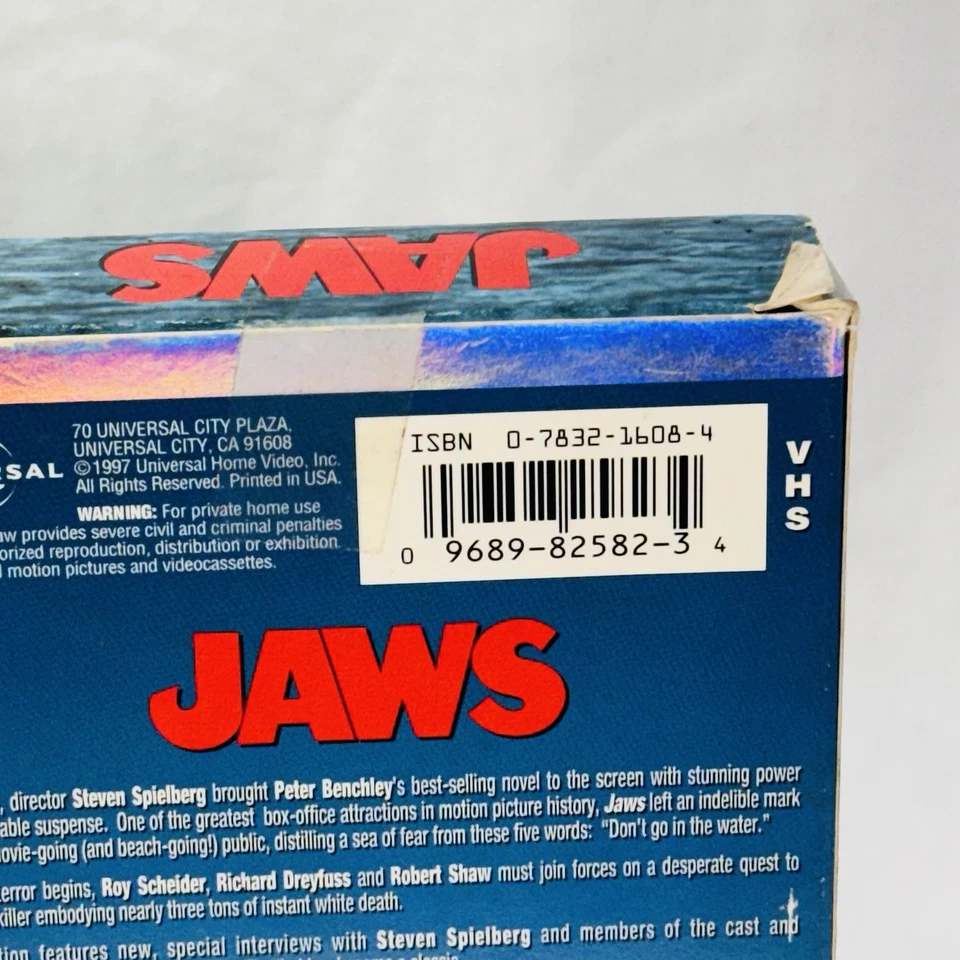 JAWS
70 UNIVERSAL CITY PLAZA,
UNIVERSAL CITY, CA 91608
©1997 Universal Home Video, Inc.
All Rights Reserved. Printed in USA.
WARNING: For private home use
provides severe civil and criminal penalties
reproduction, distribution or exhibition
motion pictures and videocassettes.
ISBN 0-7832-1608-4
0 9689-82582-3 4
VHS
JAWS
, director Steven Spielberg brought Peter Benchley's best-selling novel to the screen with stunning power
suspense. One of the greatest box-office attractions in motion picture history, Jaws left an indelible mark
(and beach-going!) public, distilling a sea of fear from these five words: "Don't go in the water."
begins, Roy Scheider, Richard Dreyfuss and Robert Shaw must join forces on a desperate quest to
killer embodying nearly three tons of instant white death.
features new, special interviews with Steven Spielberg and members of the cast and